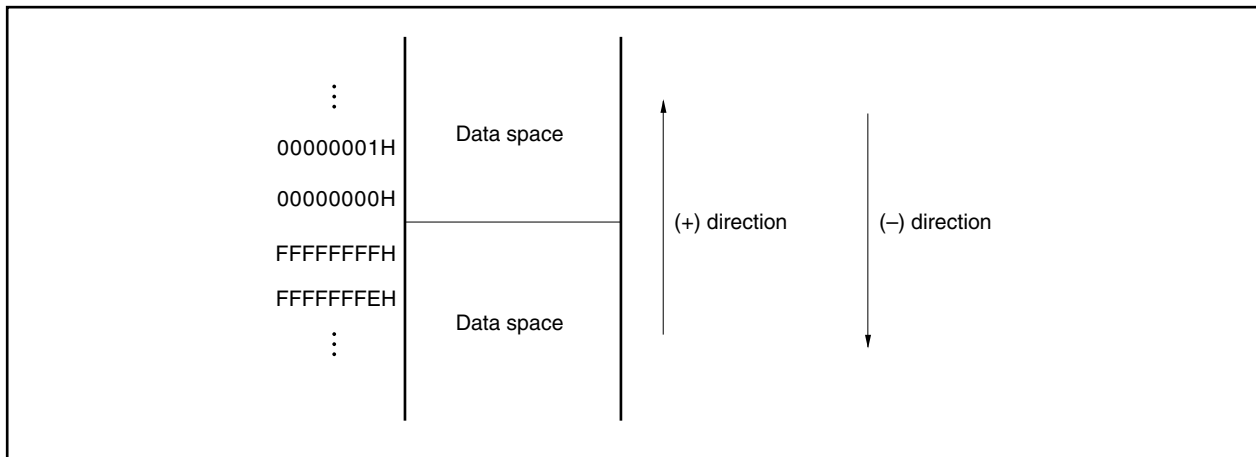 ⋮
00000001H
Data space
00000000H
(+) direction
(–) direction
FFFFFFFFH
FFFFFFFEH
Data space
⋮